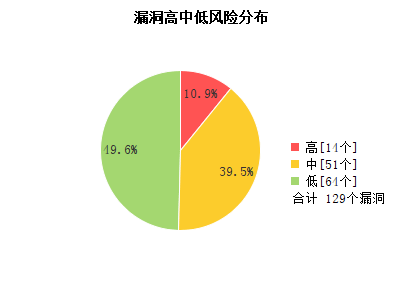 漏洞高中低风险分布
10.9%
49.6%
39.5%
高[14个]
中[51个]
低[64个]
合计 129个漏洞